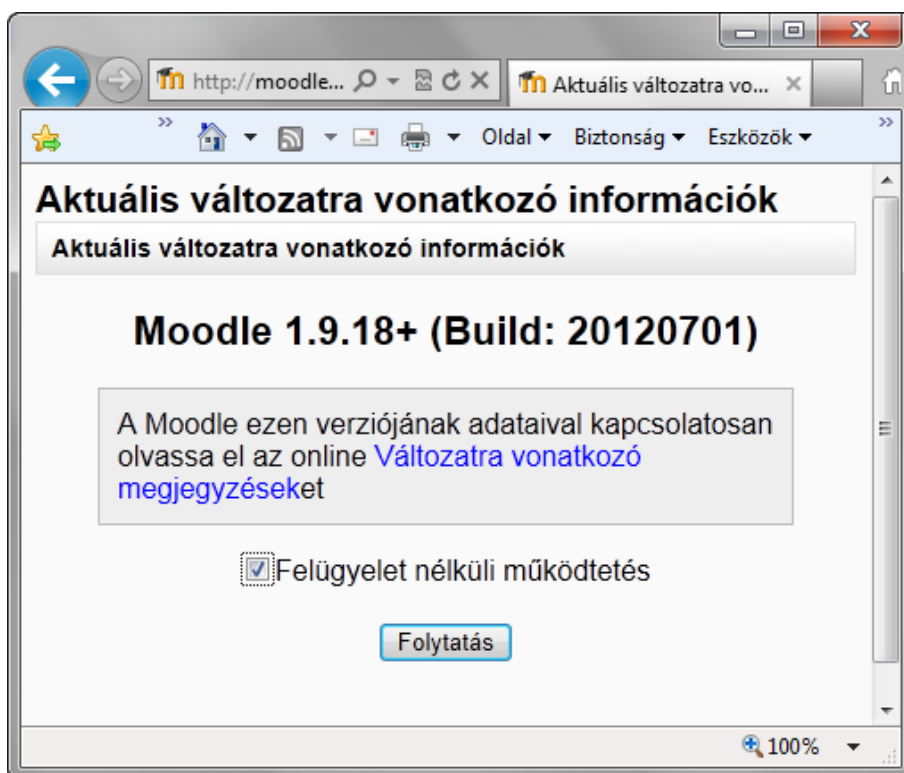 http://moodle...
Aktuális változatra vo...
Oldal
Biztonság
Eszközök
Aktuális változatra vonatkozó információk
Aktuális változatra vonatkozó információk
Moodle 1.9.18+ (Build: 20120701)
A Moodle ezen verziójának adataival kapcsolatosan
olvassa el az online Változatra vonatkozó
megjegyzéseket
Felügyelet nélküli működtetés
Folytatás
100%